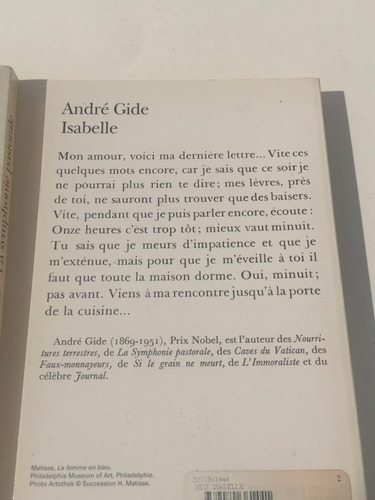 André Gide
Isabelle
Mon amour, voici ma dernière lettre... Vite ces
quelques mots encore, car je sais que ce soir je
ne pourrai plus rien te dire; mes lèvres, près
de toi, ne sauront plus trouver que des baisers.
Vite, pendant que je puis parler encore, écoute :
Onze heures c'est trop tôt; mieux vaut minuit.
Tu sais que je meurs d'impatience et que je
m'exténue, mais pour que je m'éveille à toi il
faut que toute la maison dorme. Oui, minuit;
pas avant. Viens à ma rencontre jusqu'à la porte
de la cuisine...
André Gide (1869-1951), Prix Nobel, est l'auteur des Nourri-
tures terrestres, de La Symphonie pastorale, des Caves du Vatican, des
Faux-monnayeurs, de Si le grain ne meurt, de L'Immoraliste et du
célèbre Journal.
Matisse. La femme en bleu.
Philadelphia Museum of Art, Philadelphie.
Photo Artothek © Succession H. Matisse.
2
ISABELLE